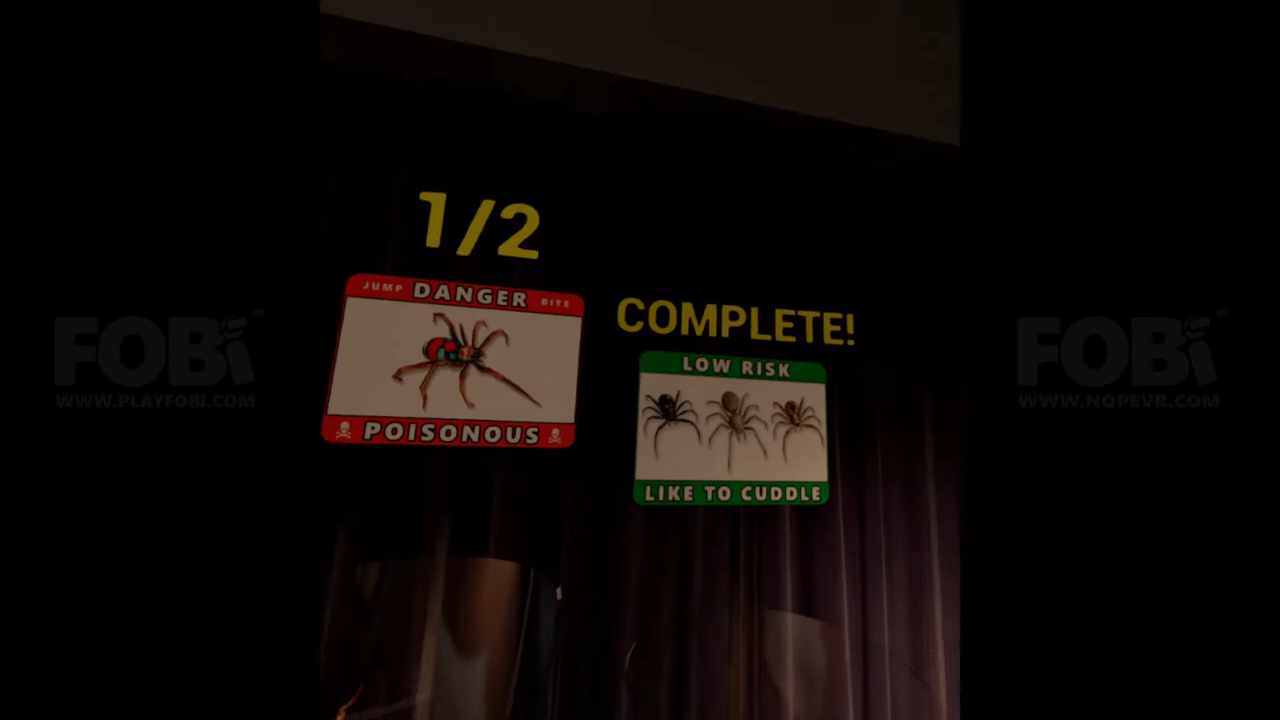 1/2
JUMP DANGER BITE
POISONOUS
COMPLETE!
LOW RISK
LIKE TO CUDDLE
FOBi
WWW.PLAYFOBI.COM
FOBi
WWW.NOPEVR.COM